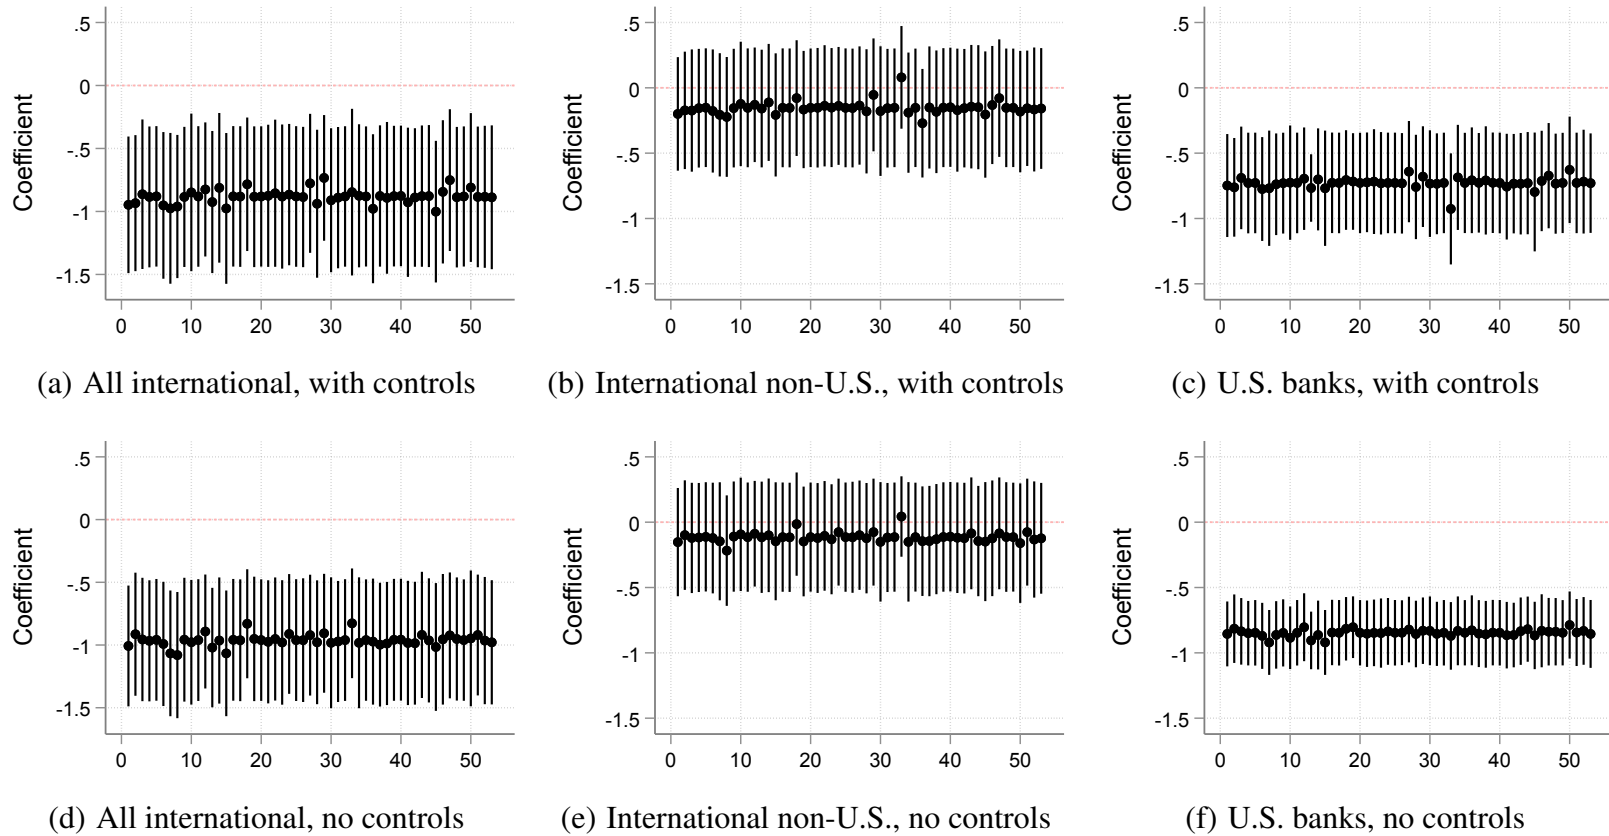 Coefficient
.5
0
-.5
-1
-1.5
0 10 20 30 40 50
(a) All international, with controls
Coefficient
.5
0
-.5
-1
-1.5
0 10 20 30 40 50
(b) International non-U.S., with controls
Coefficient
.5
0
-.5
-1
-1.5
0 10 20 30 40 50
(c) U.S. banks, with controls
Coefficient
.5
0
-.5
-1
-1.5
0 10 20 30 40 50
(d) All international, no controls
Coefficient
.5
0
-.5
-1
-1.5
0 10 20 30 40 50
(e) International non-U.S., no controls
Coefficient
.5
0
-.5
-1
-1.5
0 10 20 30 40 50
(f) U.S. banks, no controls